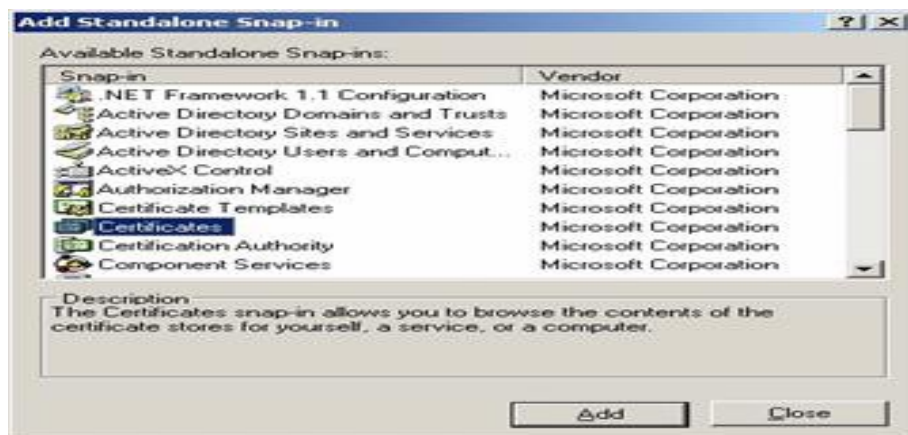 Add Standalone Snap-in
Available Standalone Snap-ins:
Snap-in Vendor
.NET Framework 1.1 Configuration Microsoft Corporation
Active Directory Domains and Trusts Microsoft Corporation
Active Directory Sites and Services Microsoft Corporation
Active Directory Users and Comput... Microsoft Corporation
ActiveX Control Microsoft Corporation
Authorization Manager Microsoft Corporation
Certificate Templates Microsoft Corporation
Certificates Microsoft Corporation
Certification Authority Microsoft Corporation
Component Services Microsoft Corporation
Description
The Certificates snap-in allows you to browse the contents of the
certificate stores for yourself, a service, or a computer.
Add Close